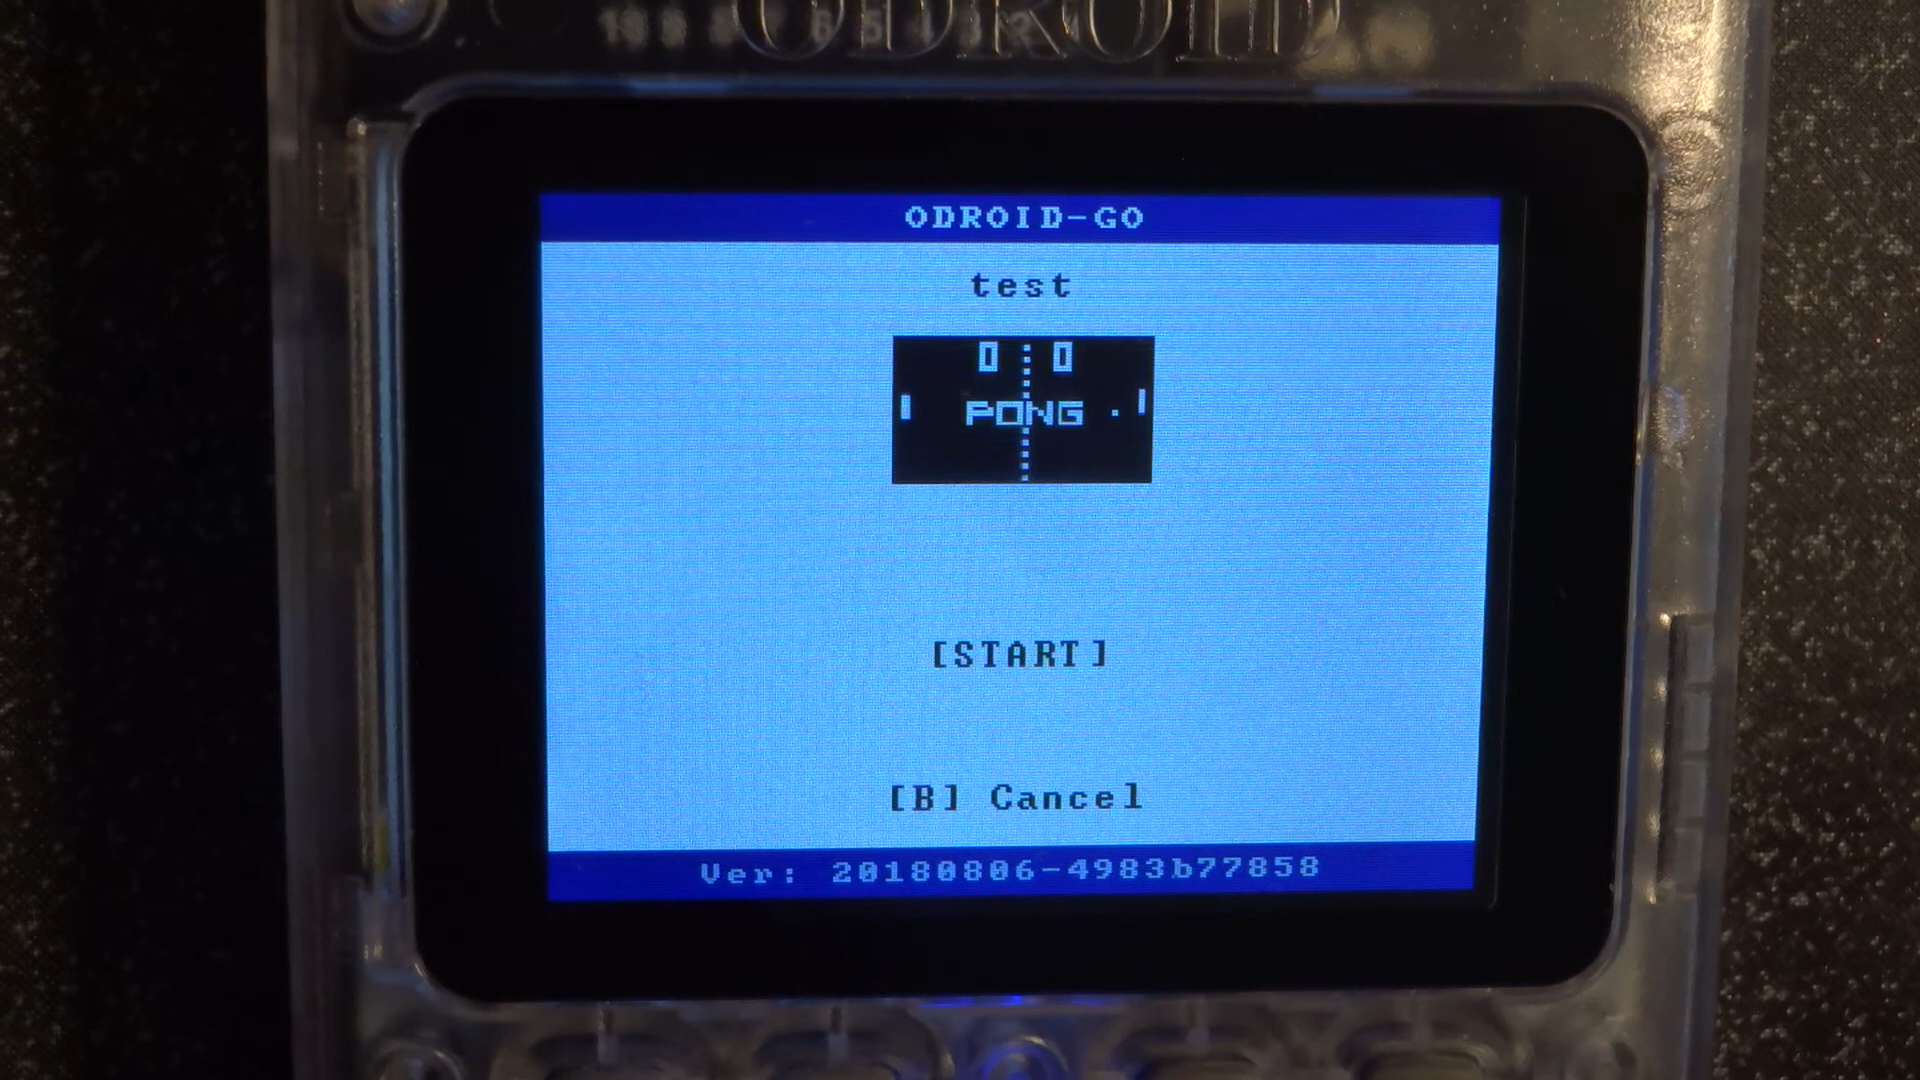 ODROID
ODROID-GO
test
0 0
PONG
[START]
[B] Cancel
Ver: 20180806-4983b77858